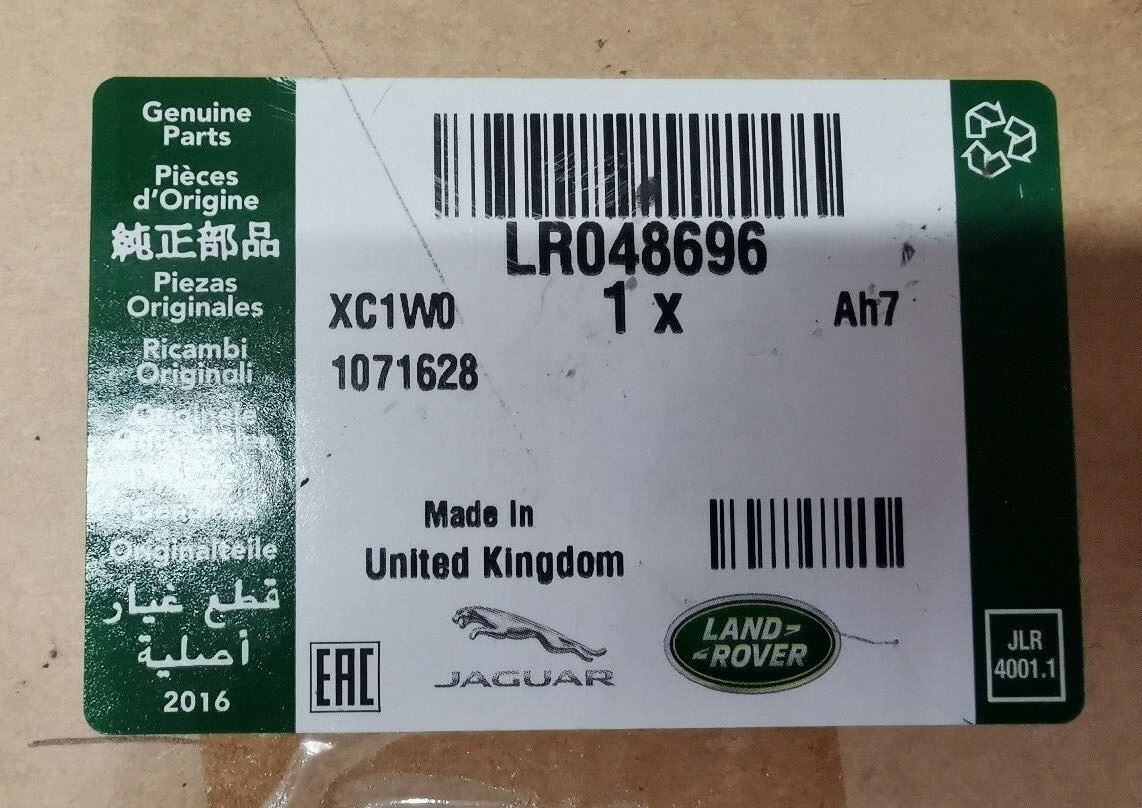 Genuine
Parts
Pièces
d'Origine
純正部品
Piezas
Originales
Ricambi
Originali
Originalteile
قطع غيار
أصلية
2016
LR048696
XC1W0
1 x
Ah7
1071628
Made In
United Kingdom
EAC
JAGUAR
LAND
ROVER
JLR
4001.1